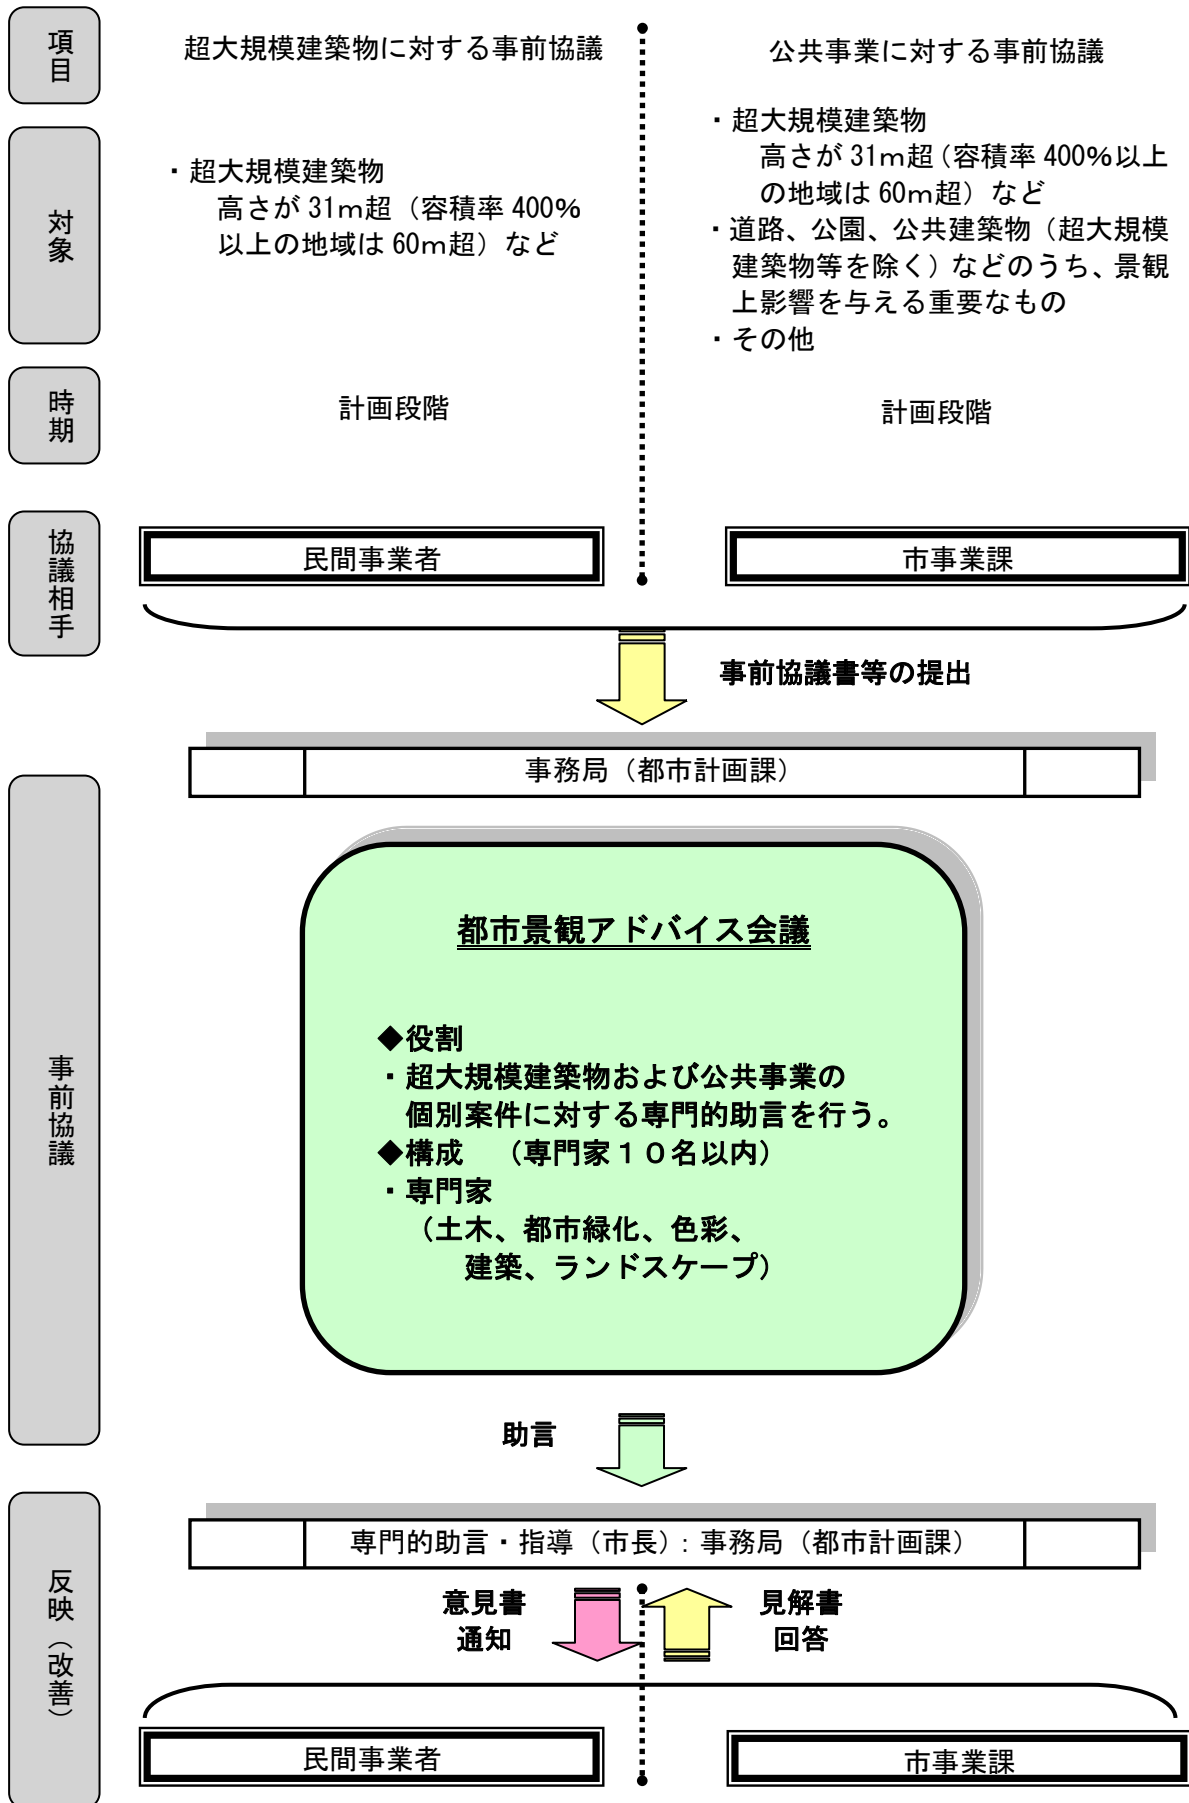 項目
超大規模建築物に対する事前協議
公共事業に対する事前協議
対象
・超大規模建築物
高さが 31ｍ超（容積率 400%
以上の地域は 60ｍ超）など
・超大規模建築物
高さが 31ｍ超（容積率 400%以上
の地域は 60ｍ超）など
・道路、公園、公共建築物（超大規模
建築物等を除く）などのうち、景観
上影響を与える重要なもの
・その他
時期
計画段階
計画段階
協議相手
民間事業者
市事業課
事前協議書等の提出
事前協議
事務局（都市計画課）
都市景観アドバイス会議
◆役割
・超大規模建築物および公共事業の
個別案件に対する専門的助言を行う。
◆構成　（専門家１０名以内）
・専門家
（土木、都市緑化、色彩、
建築、ランドスケープ）
助言
反映（改善）
専門的助言・指導（市長）：事務局（都市計画課）
意見書
通知
見解書
回答
民間事業者
市事業課